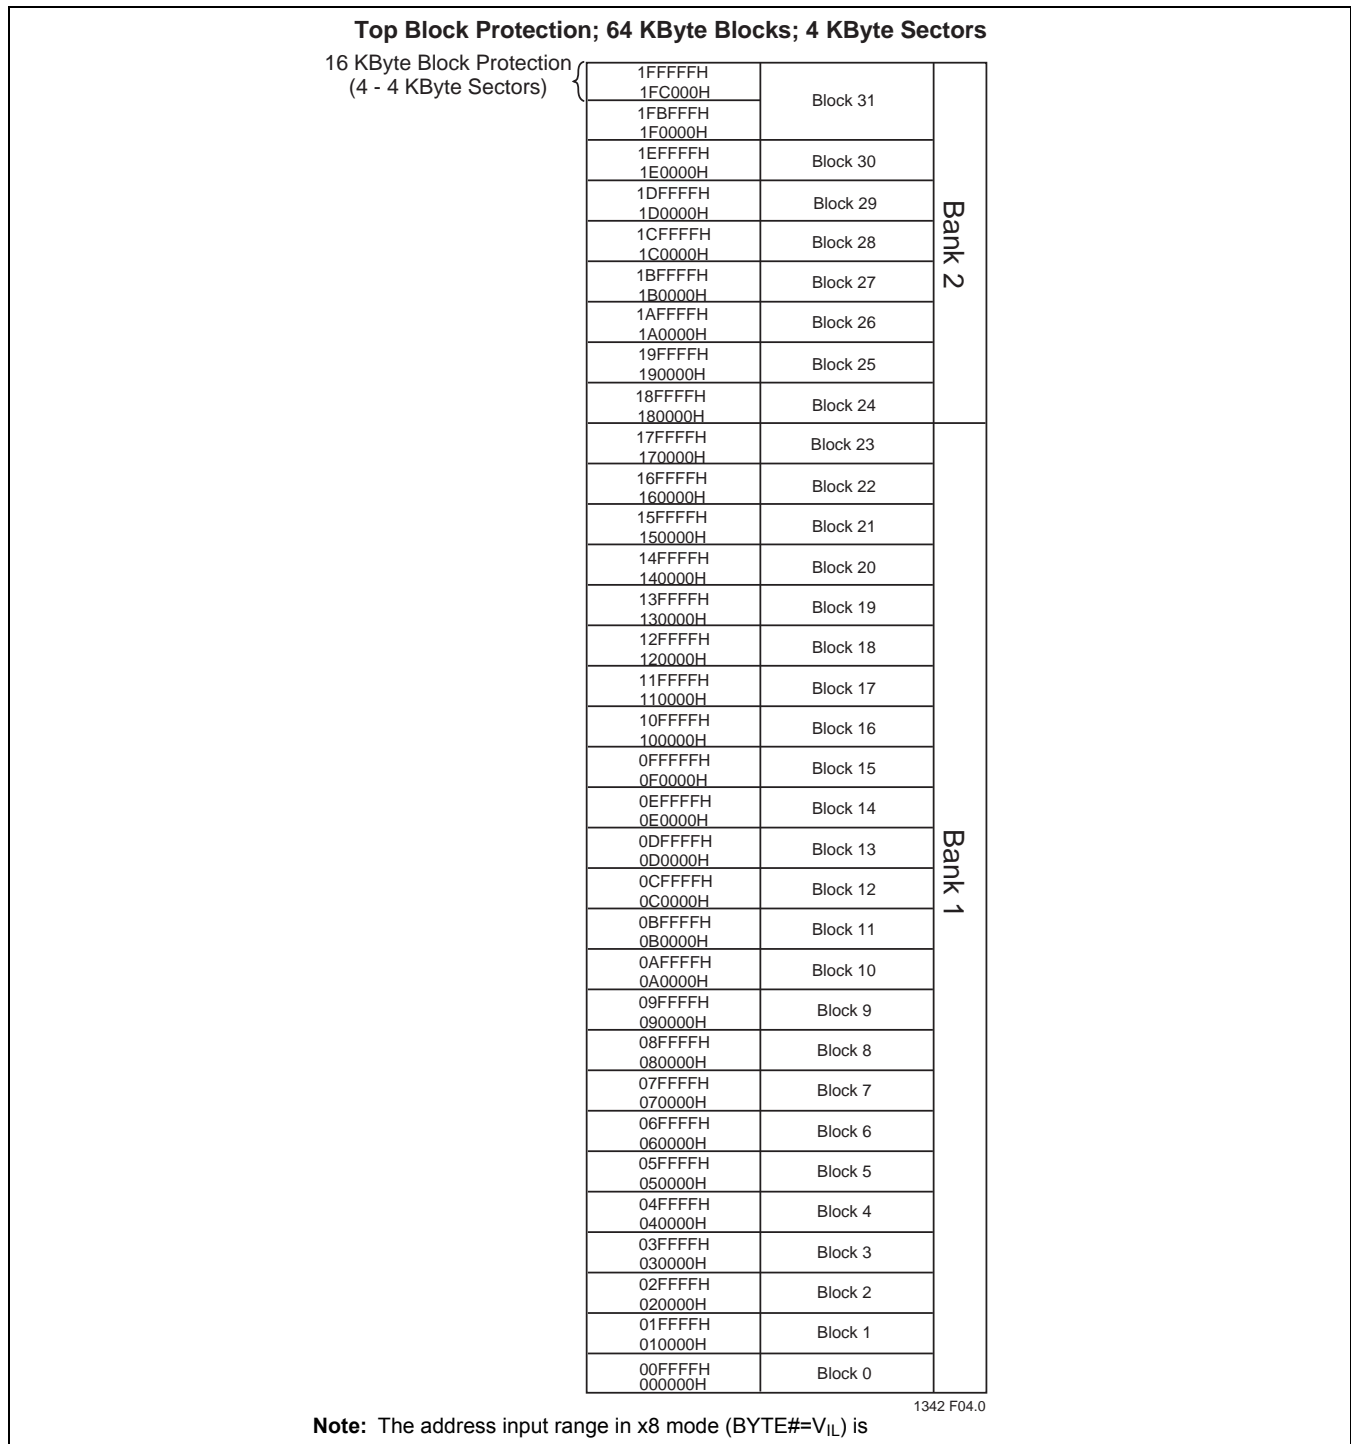 Top Block Protection; 64 KByte Blocks; 4 KByte Sectors
16 KByte Block Protection
(4 - 4 KByte Sectors)
1FFFFFH
1FC000H
Block 31
1FBFFFH
1F0000H
1EFFFFH
1E0000H
Block 30
1DFFFFH
1D0000H
Block 29
1CFFFFH
1C0000H
Block 28
1BFFFFH
1B0000H
Block 27
1AFFFFH
1A0000H
Block 26
19FFFFH
190000H
Block 25
18FFFFH
180000H
Block 24
Bank 2
17FFFFH
170000H
Block 23
16FFFFH
160000H
Block 22
15FFFFH
150000H
Block 21
14FFFFH
140000H
Block 20
13FFFFH
130000H
Block 19
12FFFFH
120000H
Block 18
11FFFFH
110000H
Block 17
10FFFFH
100000H
Block 16
0FFFFFH
0F0000H
Block 15
0EFFFFH
0E0000H
Block 14
0DFFFFH
0D0000H
Block 13
0CFFFFH
0C0000H
Block 12
0BFFFFH
0B0000H
Block 11
0AFFFFH
0A0000H
Block 10
09FFFFH
090000H
Block 9
08FFFFH
080000H
Block 8
07FFFFH
070000H
Block 7
06FFFFH
060000H
Block 6
05FFFFH
050000H
Block 5
04FFFFH
040000H
Block 4
03FFFFH
030000H
Block 3
02FFFFH
020000H
Block 2
01FFFFH
010000H
Block 1
00FFFFH
000000H
Block 0
Bank 1
1342 F04.0
Note: The address input range in x8 mode (BYTE#=VIL) is